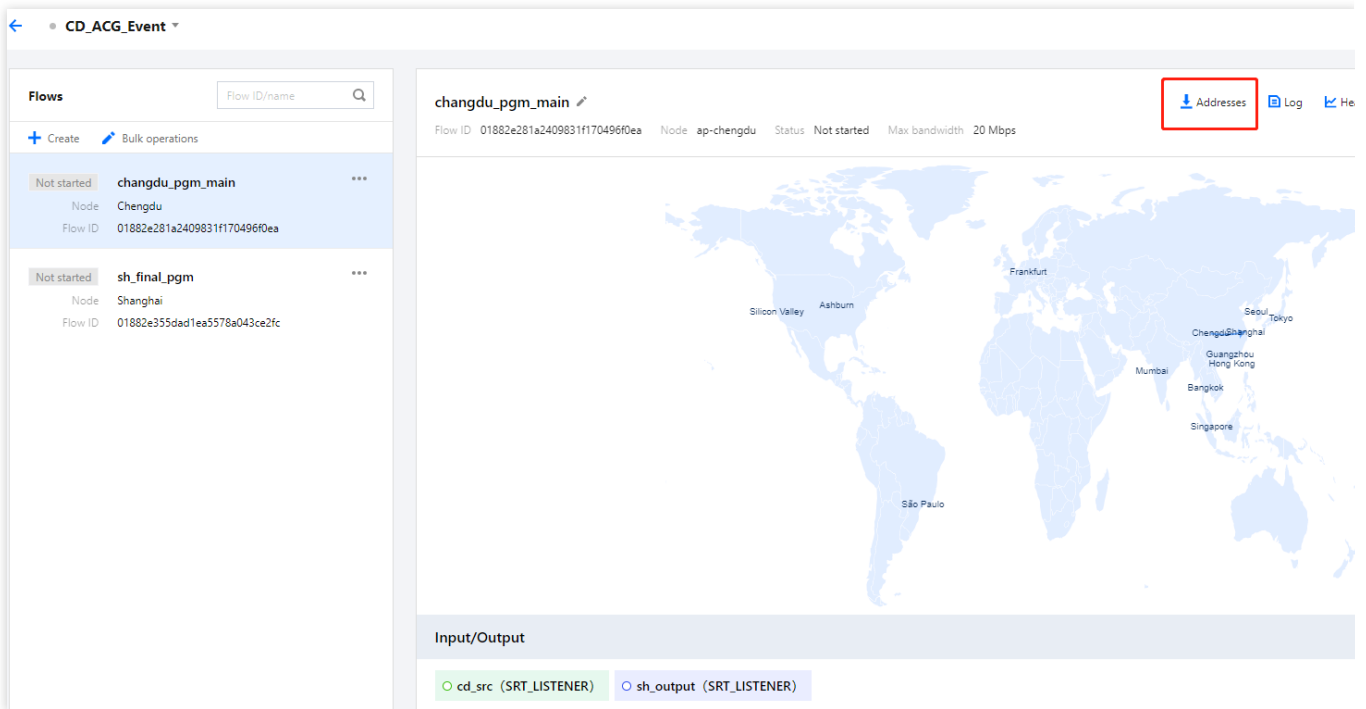 CD_ACG_Event
Flows
Flow ID/name
Create
Bulk operations
Not started
changdu_pgm_main
Node
Chengdu
Flow ID
01882e281a2409831f170496f0ea
Not started
sh_final_pgm
Node
Shanghai
Flow ID
01882e355dad1ea5578a043ce2fc
changdu_pgm_main
Addresses
Log
Hea
Flow ID 01882e281a2409831f170496f0ea Node ap-chengdu Status Not started Max bandwidth 20 Mbps
Frankfurt
Silicon Valley
Ashburn
Seoul
Tokyo
Chengdu
Shanghai
Guangzhou
Hong Kong
Mumbai
Bangkok
Singapore
São Paulo
Input/Output
cd_src（SRT_LISTENER）
sh_output（SRT_LISTENER）